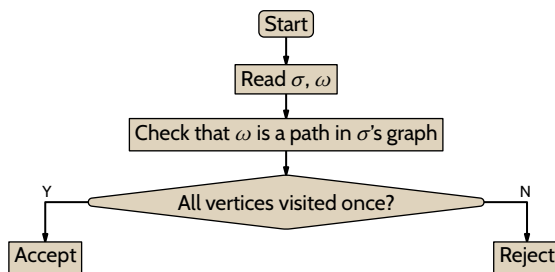 Start
Read σ, ω
Check that ω is a path in σ's graph
All vertices visited once?
Y
N
Accept
Reject